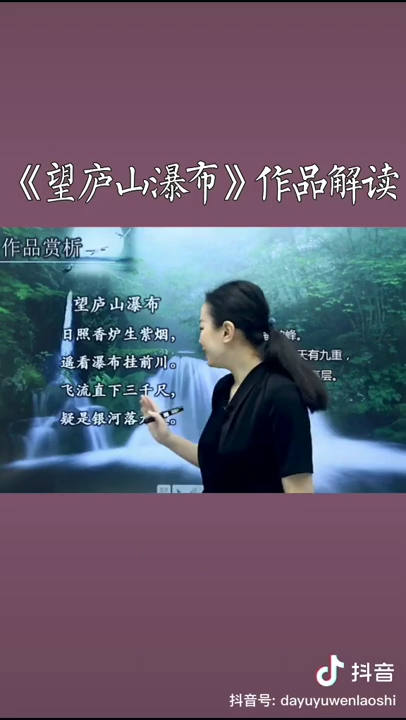 《望庐山瀑布》作品解读
作品赏析
望庐山瀑布
日照香炉生紫烟，
遥看瀑布挂前川。
飞流直下三千尺，
疑是银河落
峰。
天有九重，
层。
抖音
抖音号: dayuyuwenlaoshi